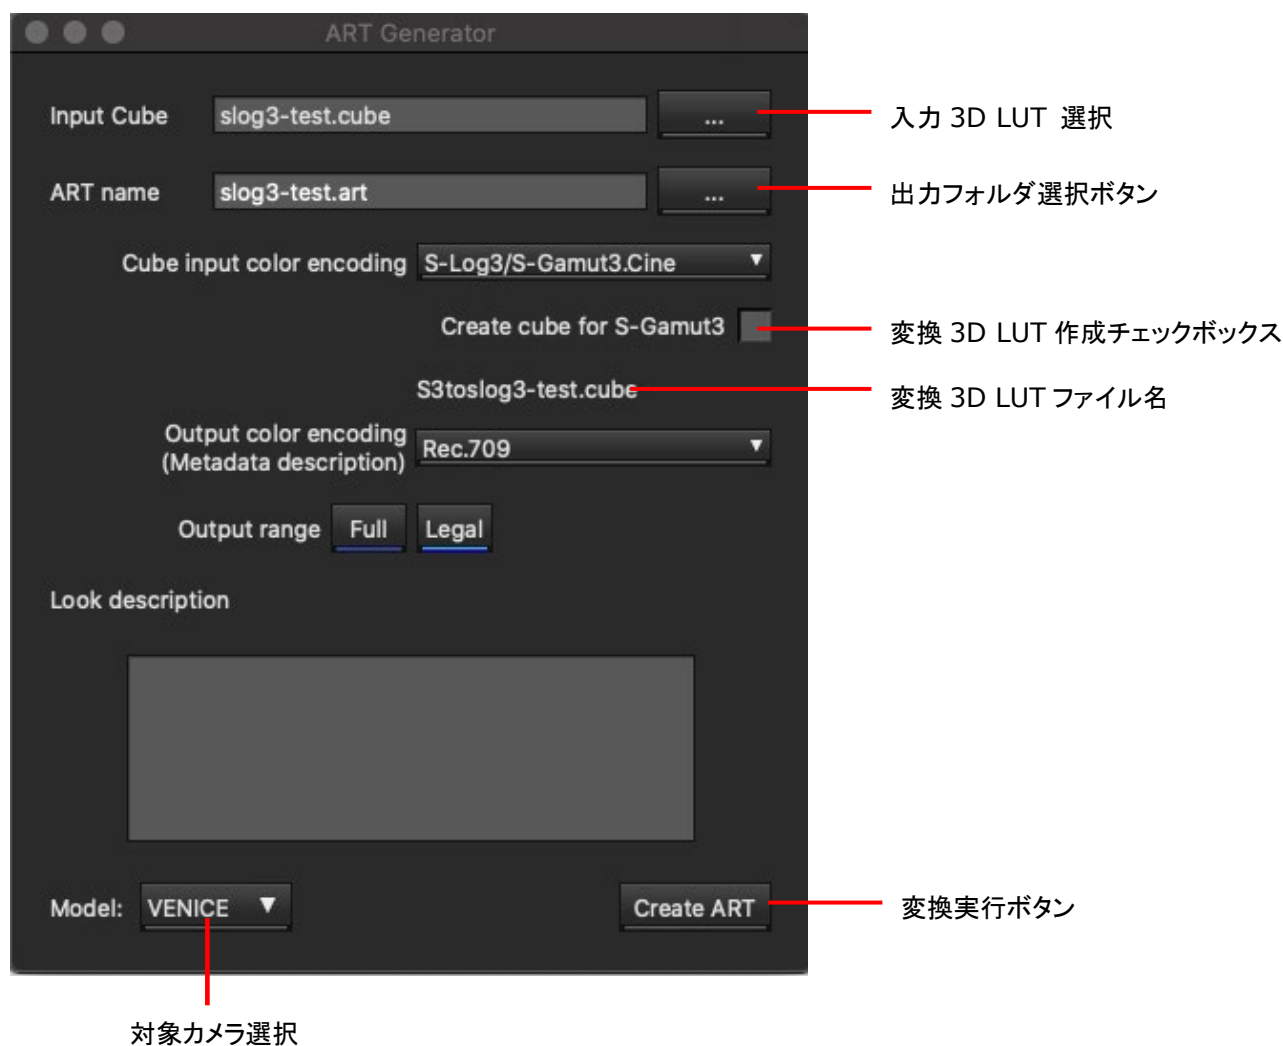 ART Generator
Input Cube slog3-test.cube ... 入力 3D LUT 選択
ART name slog3-test.art ... 出力フォルダ選択ボタン
Cube input color encoding S-Log3/S-Gamut3.Cine ▼
Create cube for S-Gamut3 変換 3D LUT 作成チェックボックス
S3toslog3-test.cube 変換 3D LUT ファイル名
Output color encoding
(Metadada description) Rec.709 ▼
Output range Full Legal
Look description
Model: VENICE ▼ Create ART 変換実行ボタン
対象カメラ選択